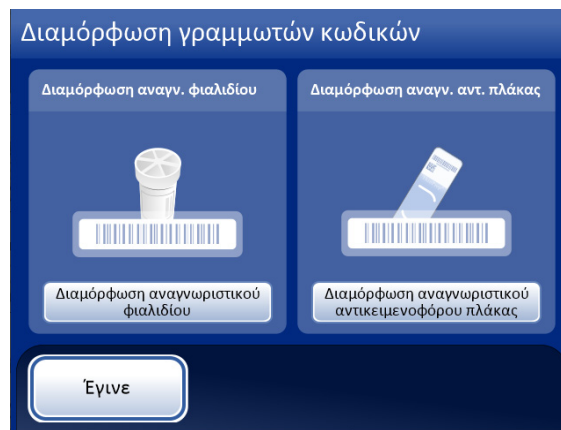 Διαμόρφωση γραμμωτών κωδικών
Διαμόρφωση αναγν. φιαλιδίου
Διαμόρφωση αναγν. αντ. πλάκας
Διαμόρφωση αναγνωριστικού
φιαλιδίου
Διαμόρφωση αναγνωριστικού
αντικειμενοφόρου πλάκας
Έγινε